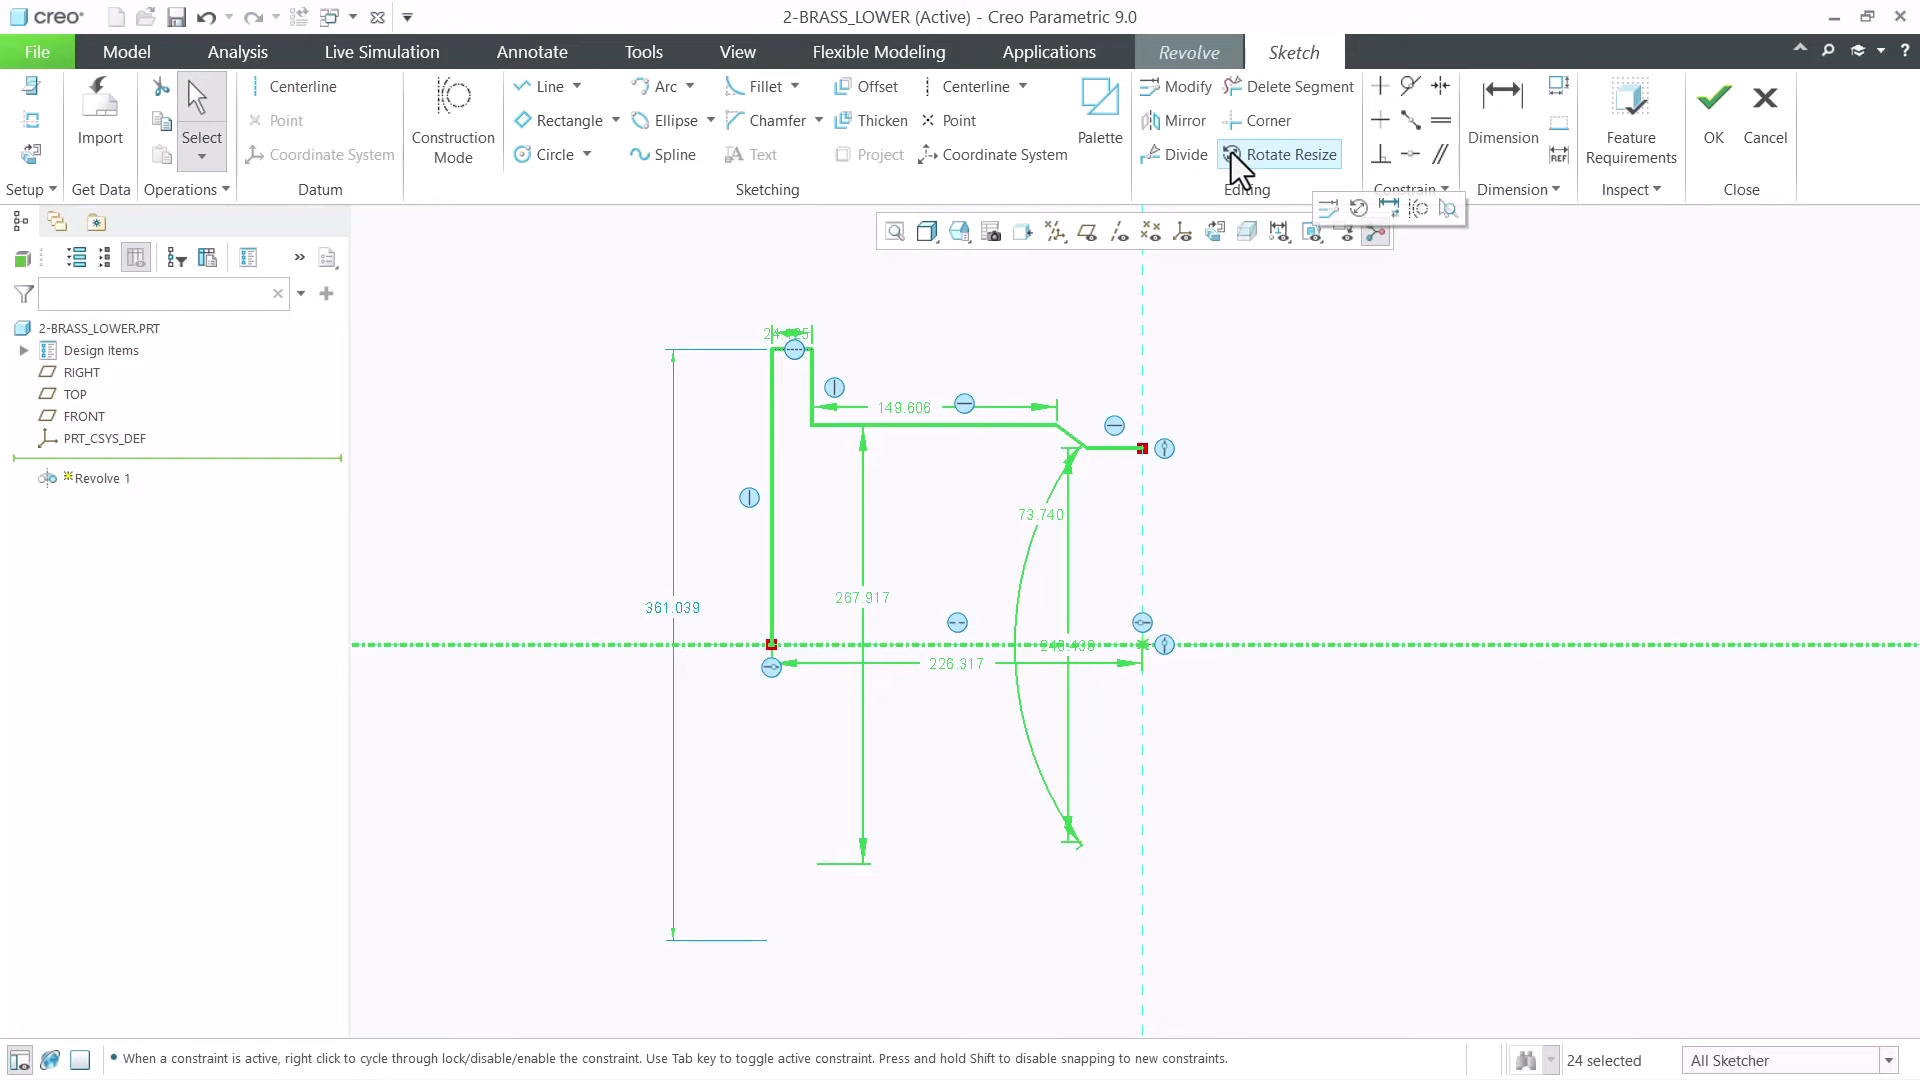 creo®
2-BRASS_LOWER (Active) - Creo Parametric 9.0
File Model Analysis Live Simulation Annotate Tools View Flexible Modeling Applications Revolve Sketch
Centerline Line Arc Fillet Offset Centerline Modify Delete Segment
Point Rectangle Ellipse Chamfer Thicken Point Mirror Corner
Coordinate System Circle Spline Text Project Coordinate System Divide Rotate Resize
Import Select Construction Mode Palette Dimension Feature Requirements OK Cancel
Setup Get Data Operations Datum Sketching Editing Constrain Dimension Inspect Close
REF
2-BRASS_LOWER.PRT
Design Items
RIGHT
TOP
FRONT
PRT_CSYS_DEF
Revolve 1
149.606
73.740
267.917
361.039
226.317
When a constraint is active, right click to cycle through lock/disable/enable the constraint. Use Tab key to toggle active constraint. Press and hold Shift to disable snapping to new constraints.
24 selected
All Sketcher